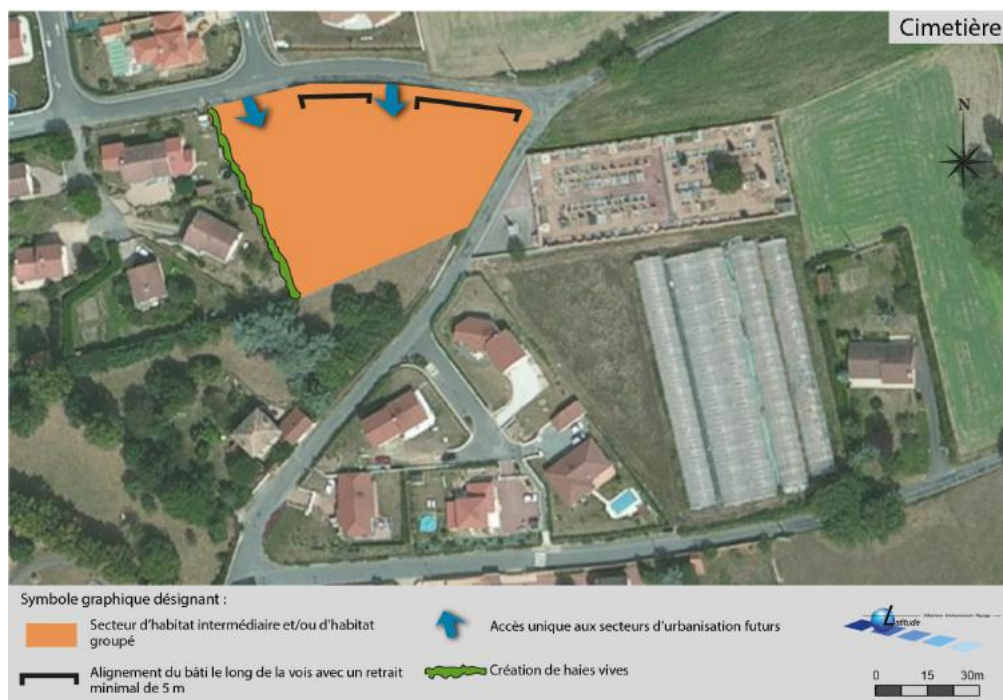 Cimetière
N
Symbole graphique désignant :
Secteur d'habitat intermédiaire et/ou d'habitat
groupé
Accès unique aux secteurs d'urbanisation futurs
Alignement du bâti le long de la vois avec un retrait
minimal de 5 m
Création de haies vives
Latitude
0 15 30m